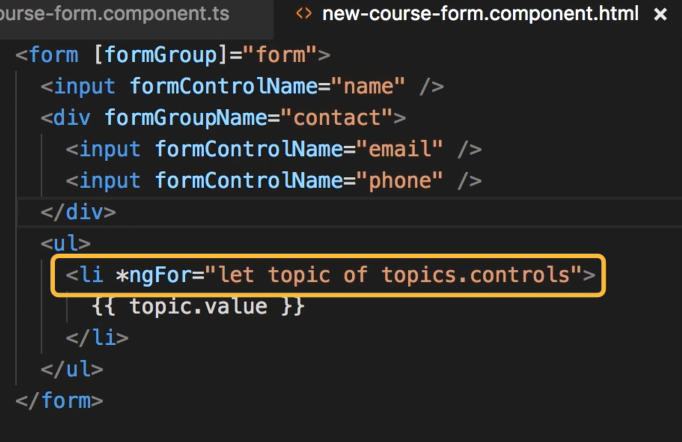 ourse-form.component.ts <> new-course-form.component.html ×
<form [formGroup]="form">
<input formControlName="name" />
<div formGroupName="contact">
<input formControlName="email" />
<input formControlName="phone" />
</div>
<ul>
<li *ngFor="let topic of topics.controls">
{{ topic.value }}
</li>
</ul>
</form>